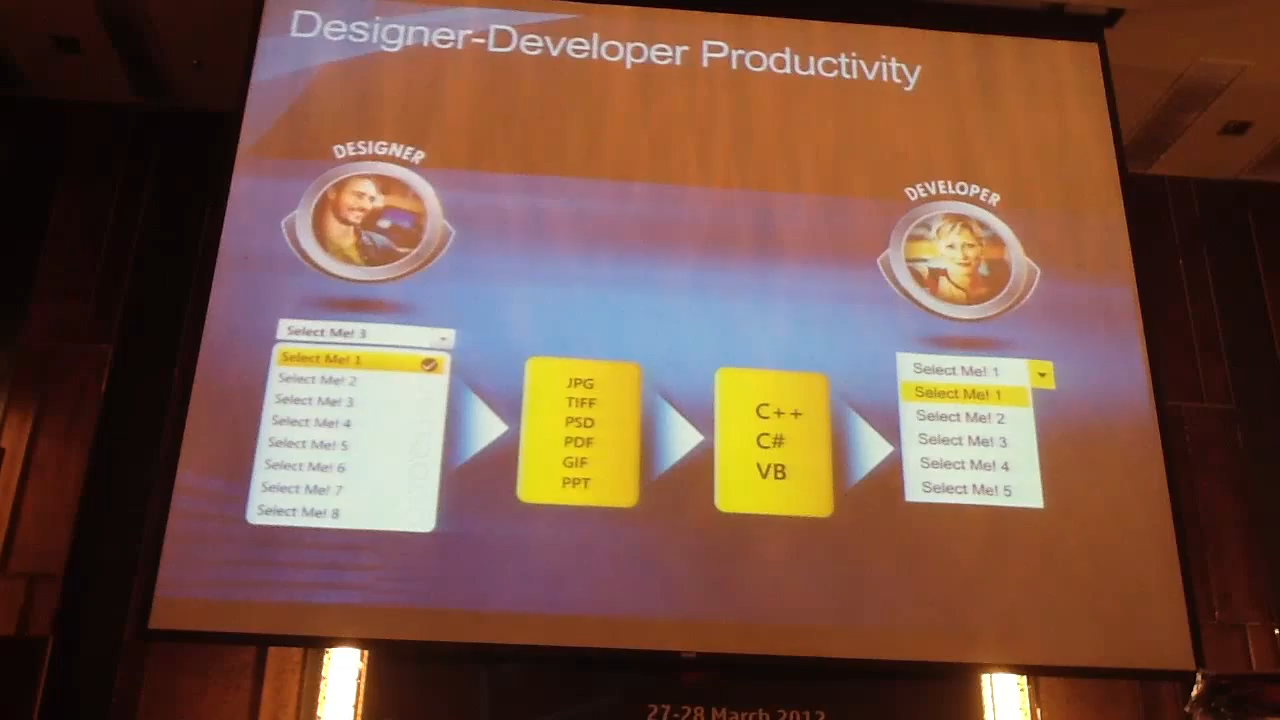 Designer-Developer Productivity
DESIGNER
DEVELOPER
Select Me! 3
Select Me! 1
Select Me! 2
Select Me! 3
Select Me! 4
Select Me! 5
Select Me! 6
Select Me! 7
Select Me! 8
JPG
TIFF
PSD
PDF
GIF
PPT
C++
C#
VB
Select Me! 1
Select Me! 1
Select Me! 2
Select Me! 3
Select Me! 4
Select Me! 5
27-28 March 2012